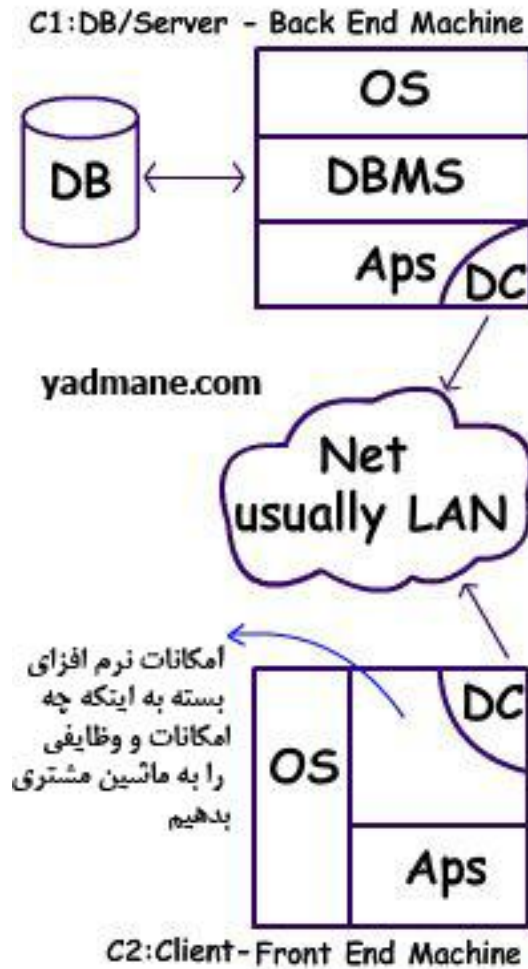 C1:DB/Server - Back End Machine
OS
DB
DBMS
Aps
DC
yadmane.com
Net
usually LAN
امکانات نرم افزای
بسته به اینکه چه
امکانات و وظایفی
را به ماشین مشتری
بدهیم
DC
OS
Aps
C2:Client-Front End Machine